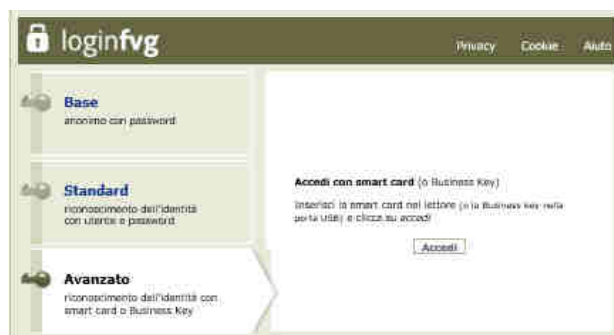 loginfvg
Privacy Cookie Aiuto
Base
anonimo con password
Standard
riconoscimento dell'identità
con utente e password
Avanzato
riconoscimento dell'identità con
smart card o Business Key
Accedi con smart card (o Business Key)
Inserisci la smart card nel lettore (o la Business Key nella
porta USB) e clicca su accedi
Accedi